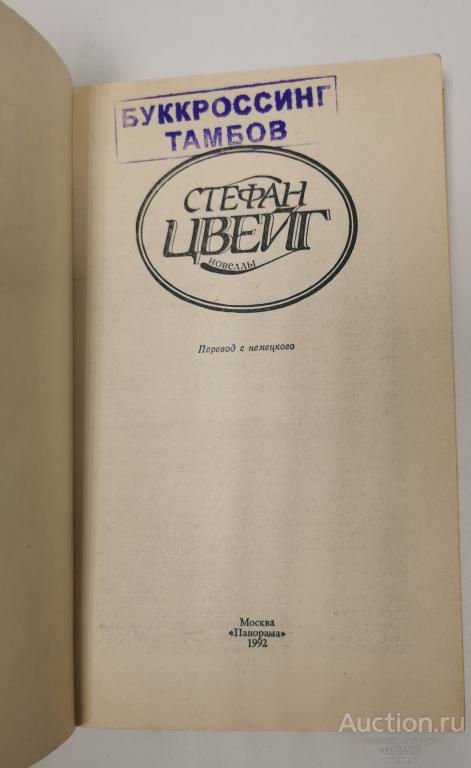 БУККРОССИНГ
ТАМБОВ
СТЕФАН
ЦВЕЙГ
НОВЕЛЛЫ
Перевод с немецкого
Москва
«Панорама»
1992
Auction.ru